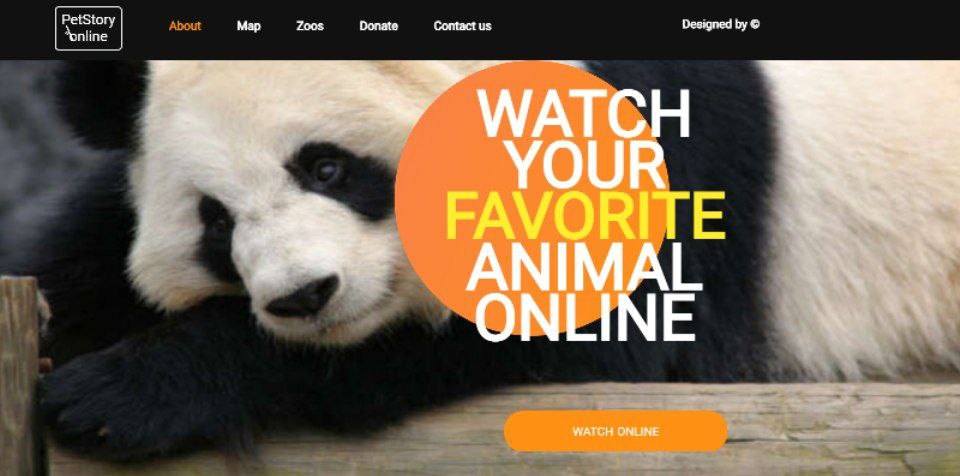 PetStory
online
About Map Zoos Donate Contact us Designed by ©
WATCH
YOUR
FAVORITE
ANIMAL
ONLINE
WATCH ONLINE